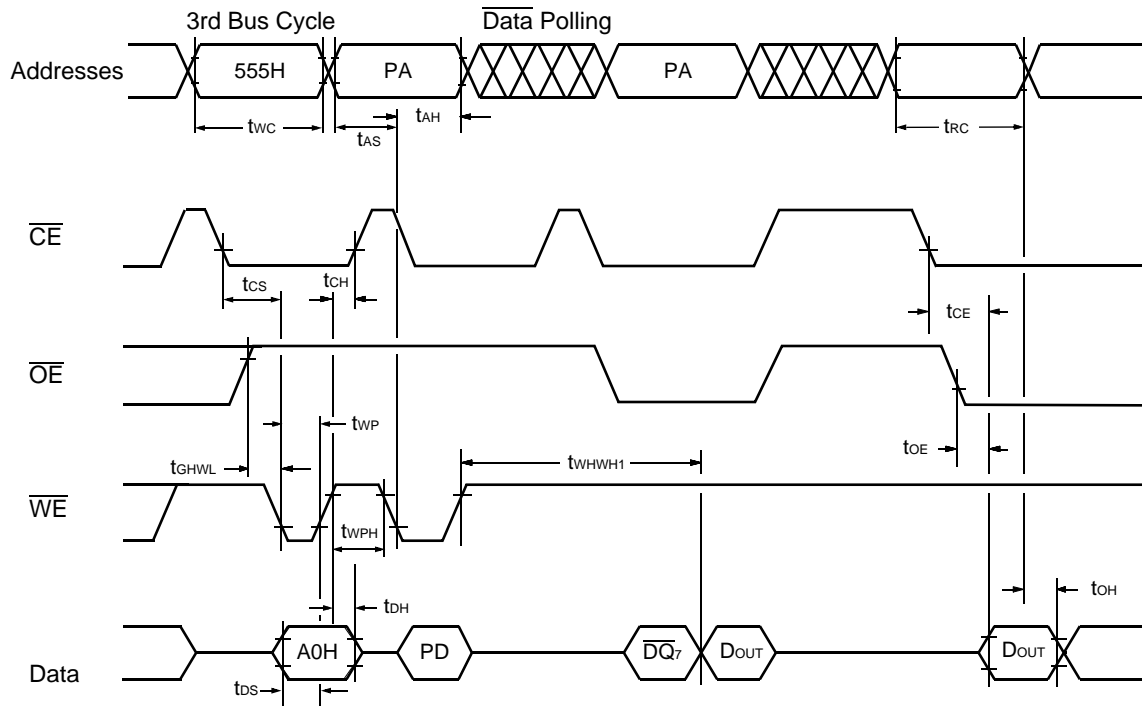 3rd Bus Cycle
Data Polling
Addresses
555H
PA
PA
tWC
tAS
tAH
tRC
CE
tCS
tCH
tCE
OE
tWP
tGHWL
tWHWH1
tOE
WE
tWPH
tDH
tOH
Data
A0H
PD
DQ7
DOUT
DOUT
tDS